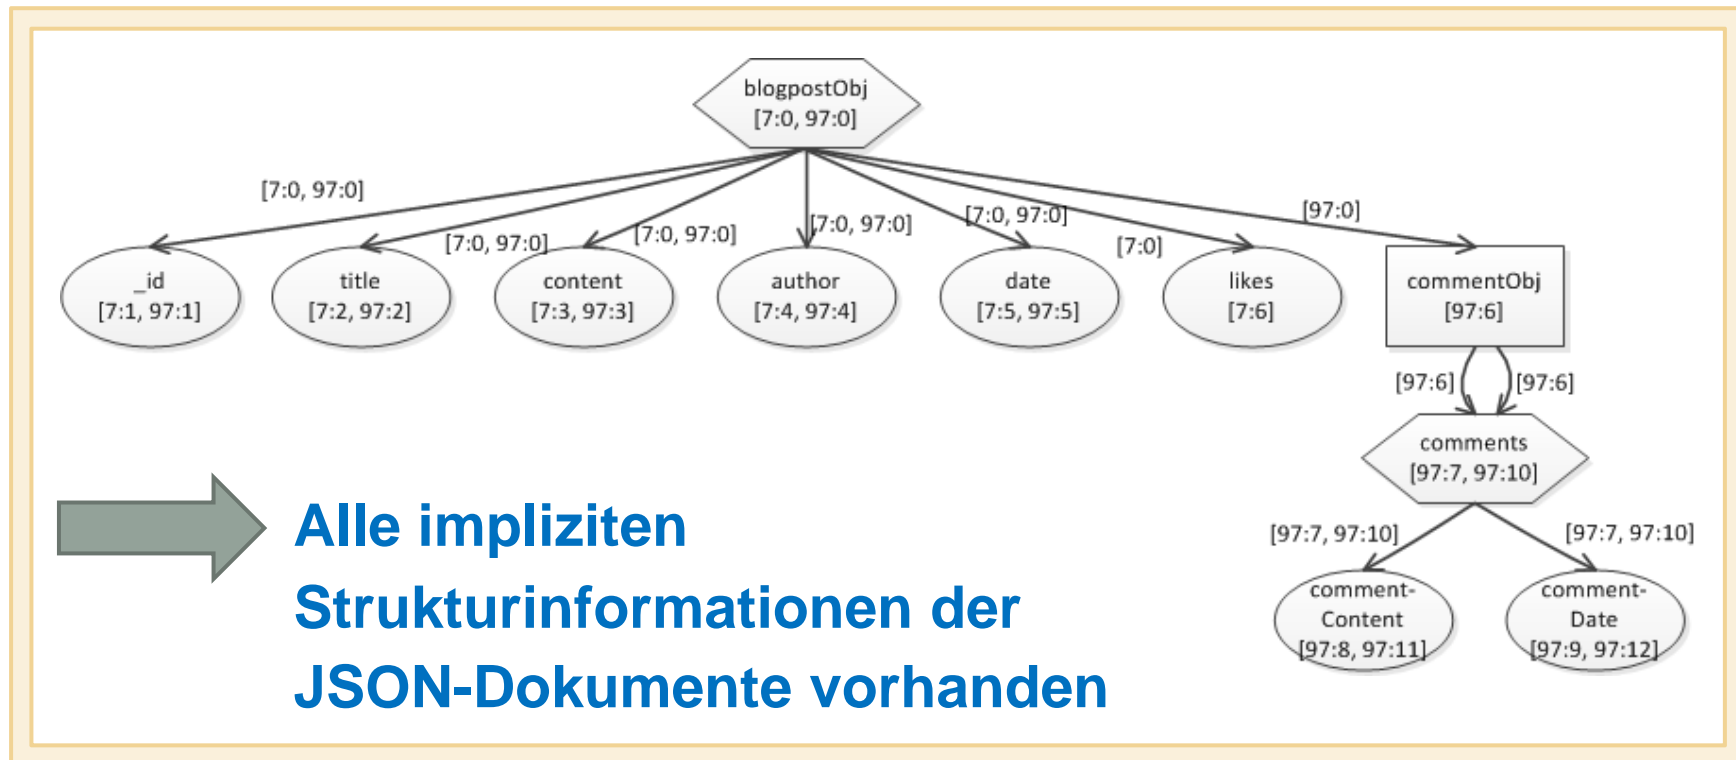 blogpostObj
[7:0, 97:0]
[7:0, 97:0]
[7:0, 97:0]
[7:0, 97:0]
[7:0, 97:0]
[7:0, 97:0]
[7:0]
[97:0]
_id
[7:1, 97:1]
title
[7:2, 97:2]
content
[7:3, 97:3]
author
[7:4, 97:4]
date
[7:5, 97:5]
likes
[7:6]
commentObj
[97:6]
[97:6]
[97:6]
comments
[97:7, 97:10]
[97:7, 97:10]
[97:7, 97:10]
comment-
Content
[97:8, 97:11]
comment-
Date
[97:9, 97:12]
Alle impliziten
Strukturinformationen der
JSON-Dokumente vorhanden